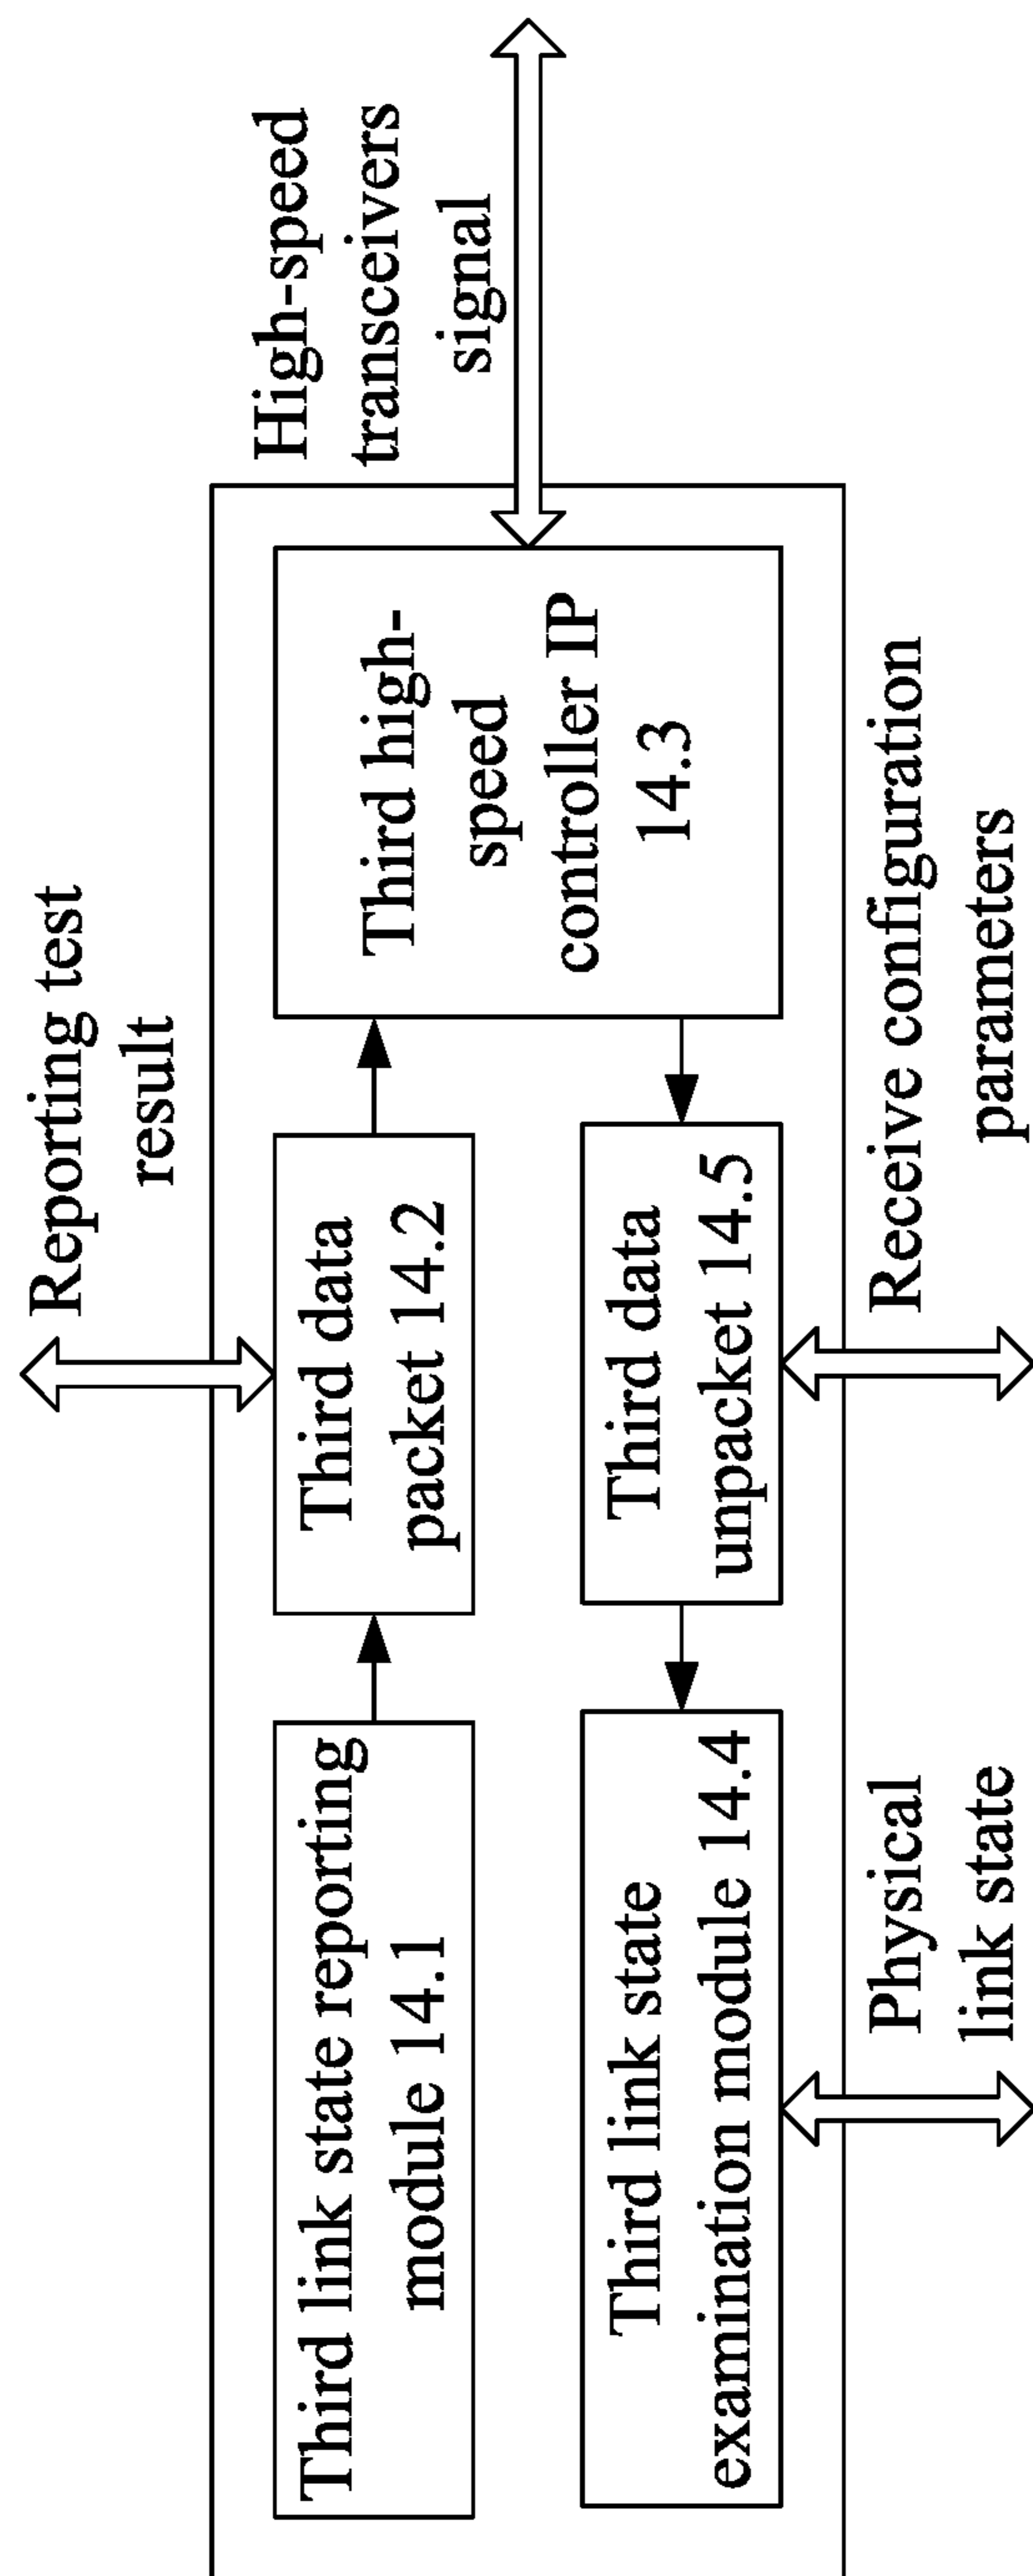 Reporting test
result
High-speed
transceivers
signal
Third link state reporting
module 14.1
Third data
packet 14.2
Third high-
speed
controller IP
14.3
Third link state
examination module 14.4
Third data
unpacket 14.5
Physical
link state
Receive configuration
parameters